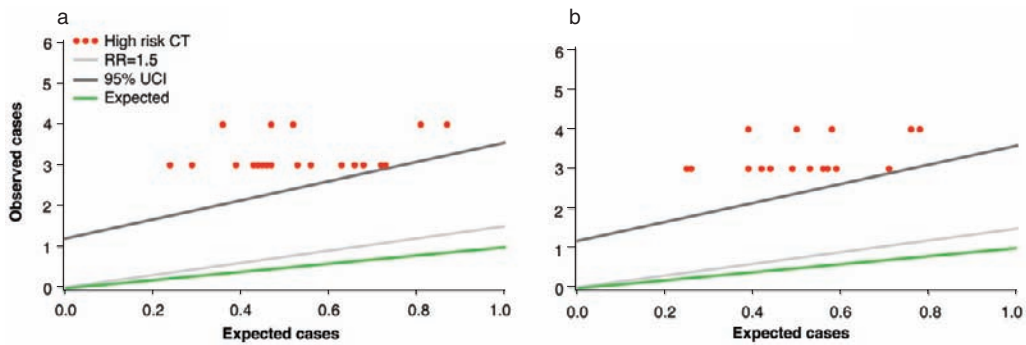 a
High risk CT
RR=1.5
95% UCI
Expected
Observed cases
6
5
4
3
2
1
0
0.0 0.2 0.4 0.6 0.8 1.0
Expected cases
b
6
5
4
3
2
1
0
0.0 0.2 0.4 0.6 0.8 1.0
Expected cases